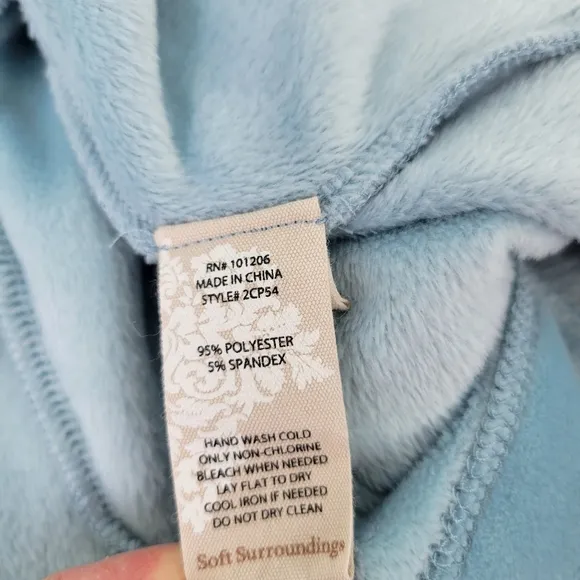 RN# 101206
MADE IN CHINA
STYLE# 2CP54
95% POLYESTER
5% SPANDEX
HAND WASH COLD
ONLY NON-CHLORINE
BLEACH WHEN NEEDED
LAY FLAT TO DRY
COOL IRON IF NEEDED
DO NOT DRY CLEAN
Soft Surroundings